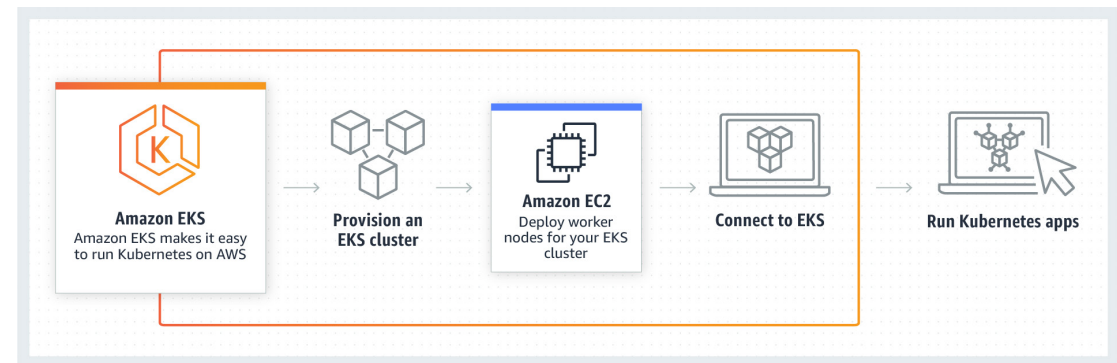 K
Amazon EKS
Amazon EKS makes it easy
to run Kubernetes on AWS
Provision an
EKS cluster
Amazon EC2
Deploy worker
nodes for your EKS
cluster
Connect to EKS
Run Kubernetes apps